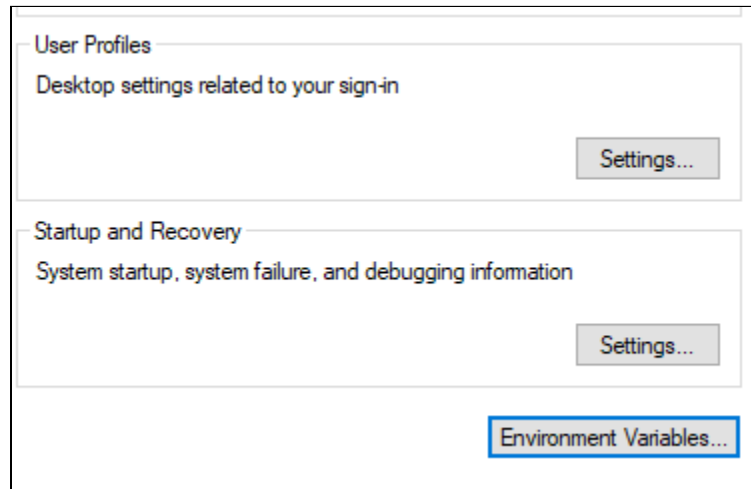 User Profiles
Desktop settings related to your sign-in
Settings...
Startup and Recovery
System startup, system failure, and debugging information
Settings...
Environment Variables...